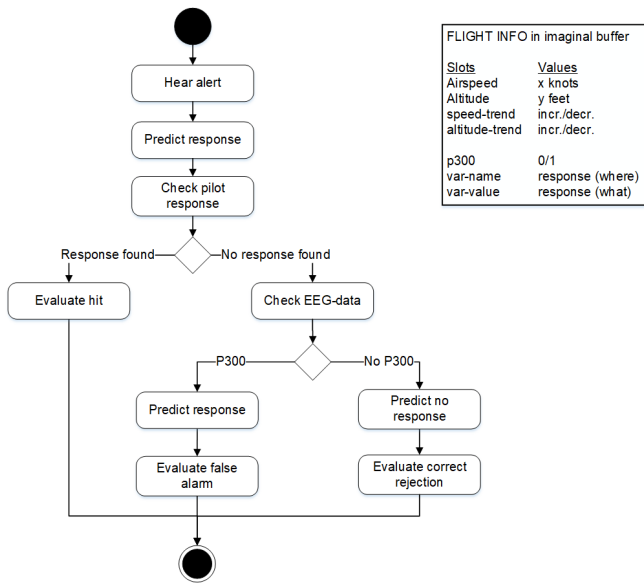 Hear alert
Predict response
Check pilot
response
Response found
No response found
Evaluate hit
Check EEG-data
P300
No P300
Predict response
Predict no
response
Evaluate false
alarm
Evaluate correct
rejection
FLIGHT INFO in imaginal buffer
Slots Values
Airspeed x knots
Altitude y feet
speed-trend incr./decr.
altitude-trend incr./decr.
p300 0/1
var-name response (where)
var-value response (what)